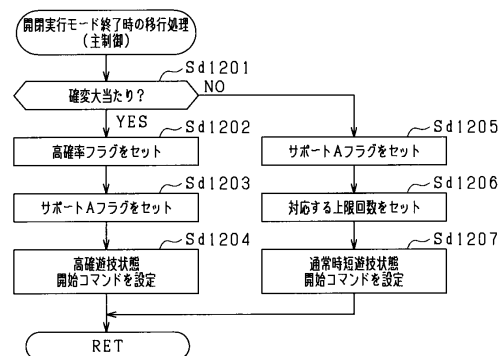 開閉実行モード終了時の移行処理
(主制御)
Sd1201
確変大当たり?
NO
YES
Sd1202
高確率フラグをセット
Sd1203
サポートAフラグをセット
Sd1204
高確遊技状態
開始コマンドを設定
Sd1205
サポートAフラグをセット
Sd1206
対応する上限回数をセット
Sd1207
通常時短遊技状態
開始コマンドを設定
RET